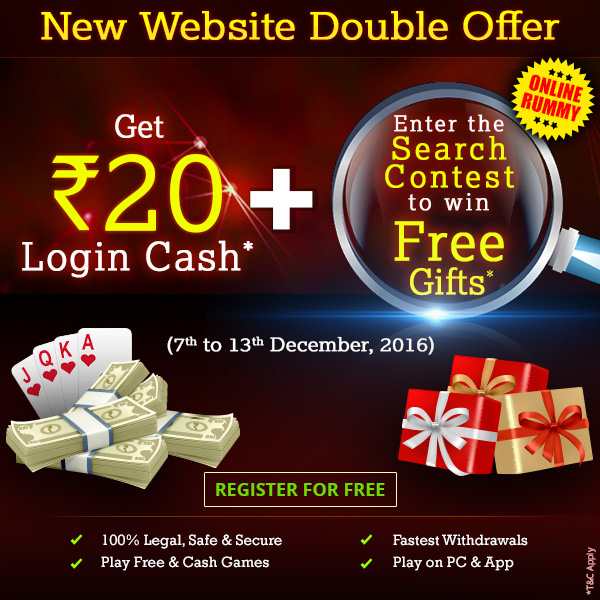 New Website Double Offer
ONLINE
RUMMY
Get
₹20
Login Cash*
+
Enter the
Search
Contest
to win
Free
Gifts*
(7th to 13th December, 2016)
J Q K A
REGISTER FOR FREE
100% Legal, Safe & Secure
Fastest Withdrawals
Play Free & Cash Games
Play on PC & App
*T&C Apply